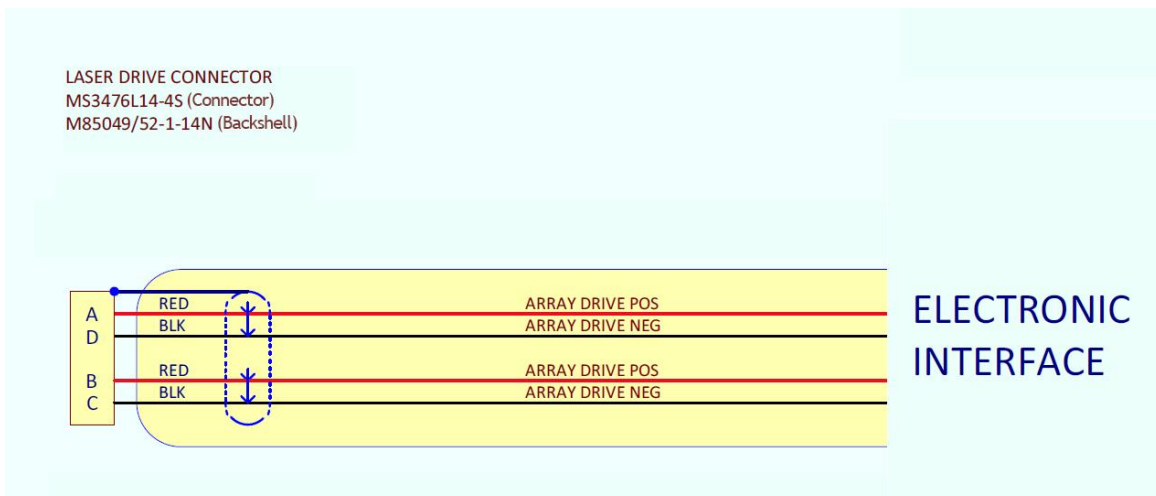 LASER DRIVE CONNECTOR
MS3476L14-4S (Connector)
M85049/52-1-14N (Backshell)
A RED ARRAY DRIVE POS
D BLK ARRAY DRIVE NEG
B RED ARRAY DRIVE POS
C BLK ARRAY DRIVE NEG
ELECTRONIC
INTERFACE